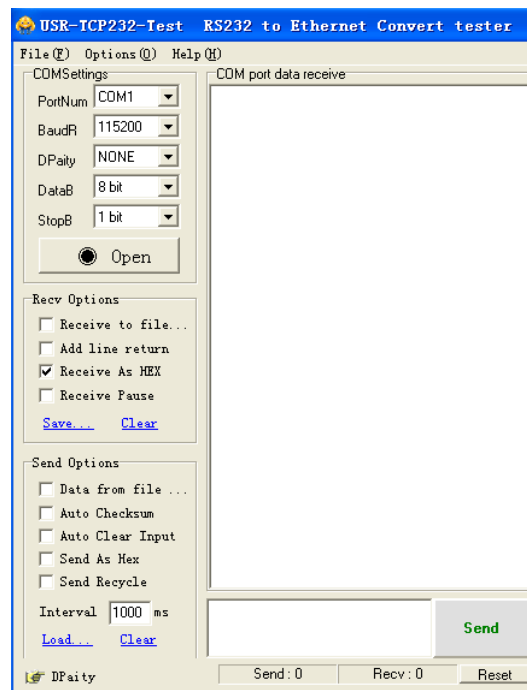 USR-TCP232-Test RS232 to Ethernet Convert tester
File(F) Options(O) Help(H)
COMSettings
PortNum COM1
BaudR 115200
DPaity NONE
DataB 8 bit
StopB 1 bit
Open
Recv Options
Receive to file...
Add line return
Receive As HEX
Receive Pause
Save... Clear
Send Options
Data from file ...
Auto Checksum
Auto Clear Input
Send As Hex
Send Recycle
Interval 1000 ms
Load... Clear
COM port data receive
Send
DPaity
Send : 0
Recv : 0
Reset